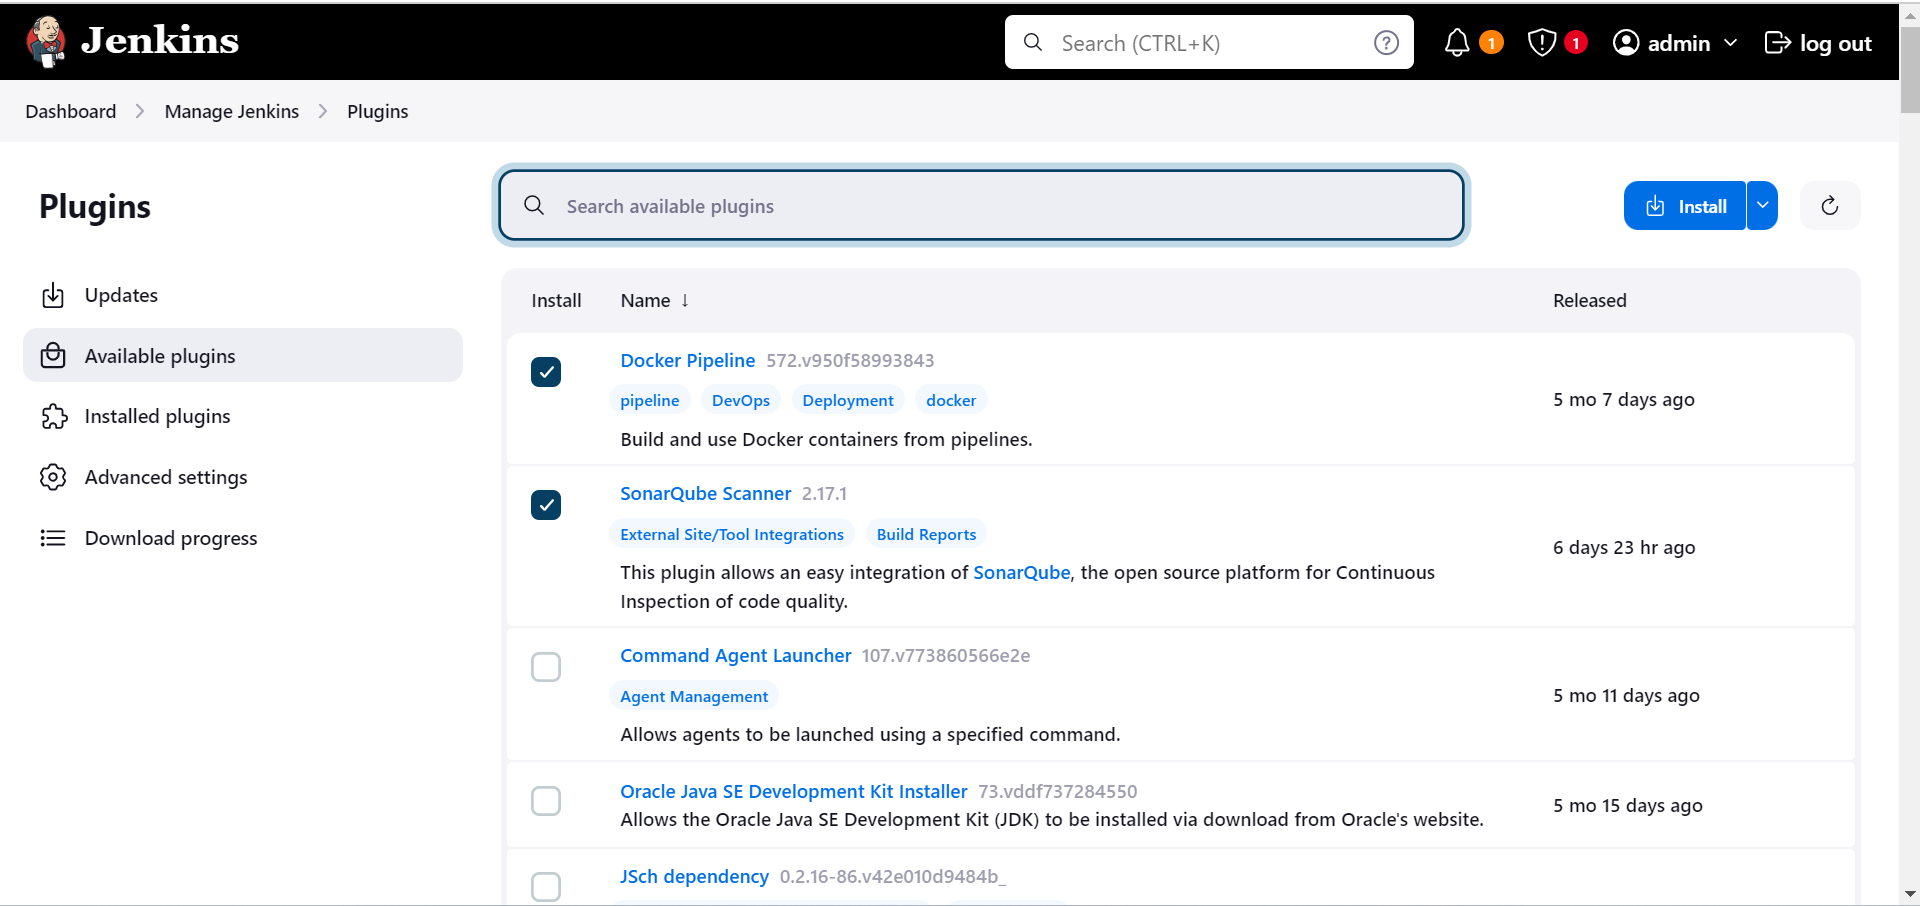 Jenkins
Search (CTRL+K)
1
1
admin
log out
Dashboard
Manage Jenkins
Plugins
Plugins
Search available plugins
Install
Updates
Available plugins
Installed plugins
Advanced settings
Download progress
Install Name ↓ Released
Docker Pipeline 572.v950f58993843
pipeline DevOps Deployment docker
Build and use Docker containers from pipelines.
5 mo 7 days ago
SonarQube Scanner 2.17.1
External Site/Tool Integrations Build Reports
This plugin allows an easy integration of SonarQube, the open source platform for Continuous
Inspection of code quality.
6 days 23 hr ago
Command Agent Launcher 107.v773860566e2e
Agent Management
Allows agents to be launched using a specified command.
5 mo 11 days ago
Oracle Java SE Development Kit Installer 73.vddf737284550
Allows the Oracle Java SE Development Kit (JDK) to be installed via download from Oracle's website.
5 mo 15 days ago
JSch dependency 0.2.16-86.v42e010d9484b_